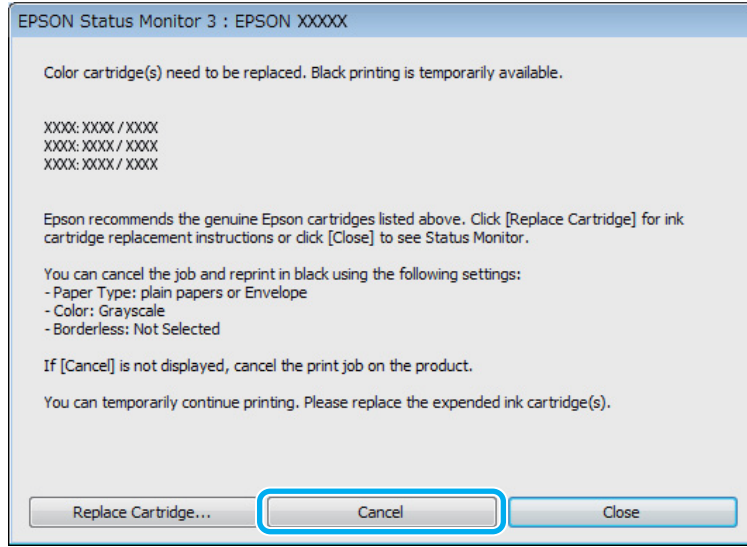 EPSON Status Monitor 3 : EPSON XXXXX
Color cartridge(s) need to be replaced. Black printing is temporarily available.
XXXX: XXXX / XXXX
XXXX: XXXX / XXXX
XXXX: XXXX / XXXX
Epson recommends the genuine Epson cartridges listed above. Click [Replace Cartridge] for ink
cartridge replacement instructions or click [Close] to see Status Monitor.
You can cancel the job and reprint in black using the following settings:
- Paper Type: plain papers or Envelope
- Color: Grayscale
- Borderless: Not Selected
If [Cancel] is not displayed, cancel the print job on the product.
You can temporarily continue printing. Please replace the expended ink cartridge(s).
Replace Cartridge... Cancel Close